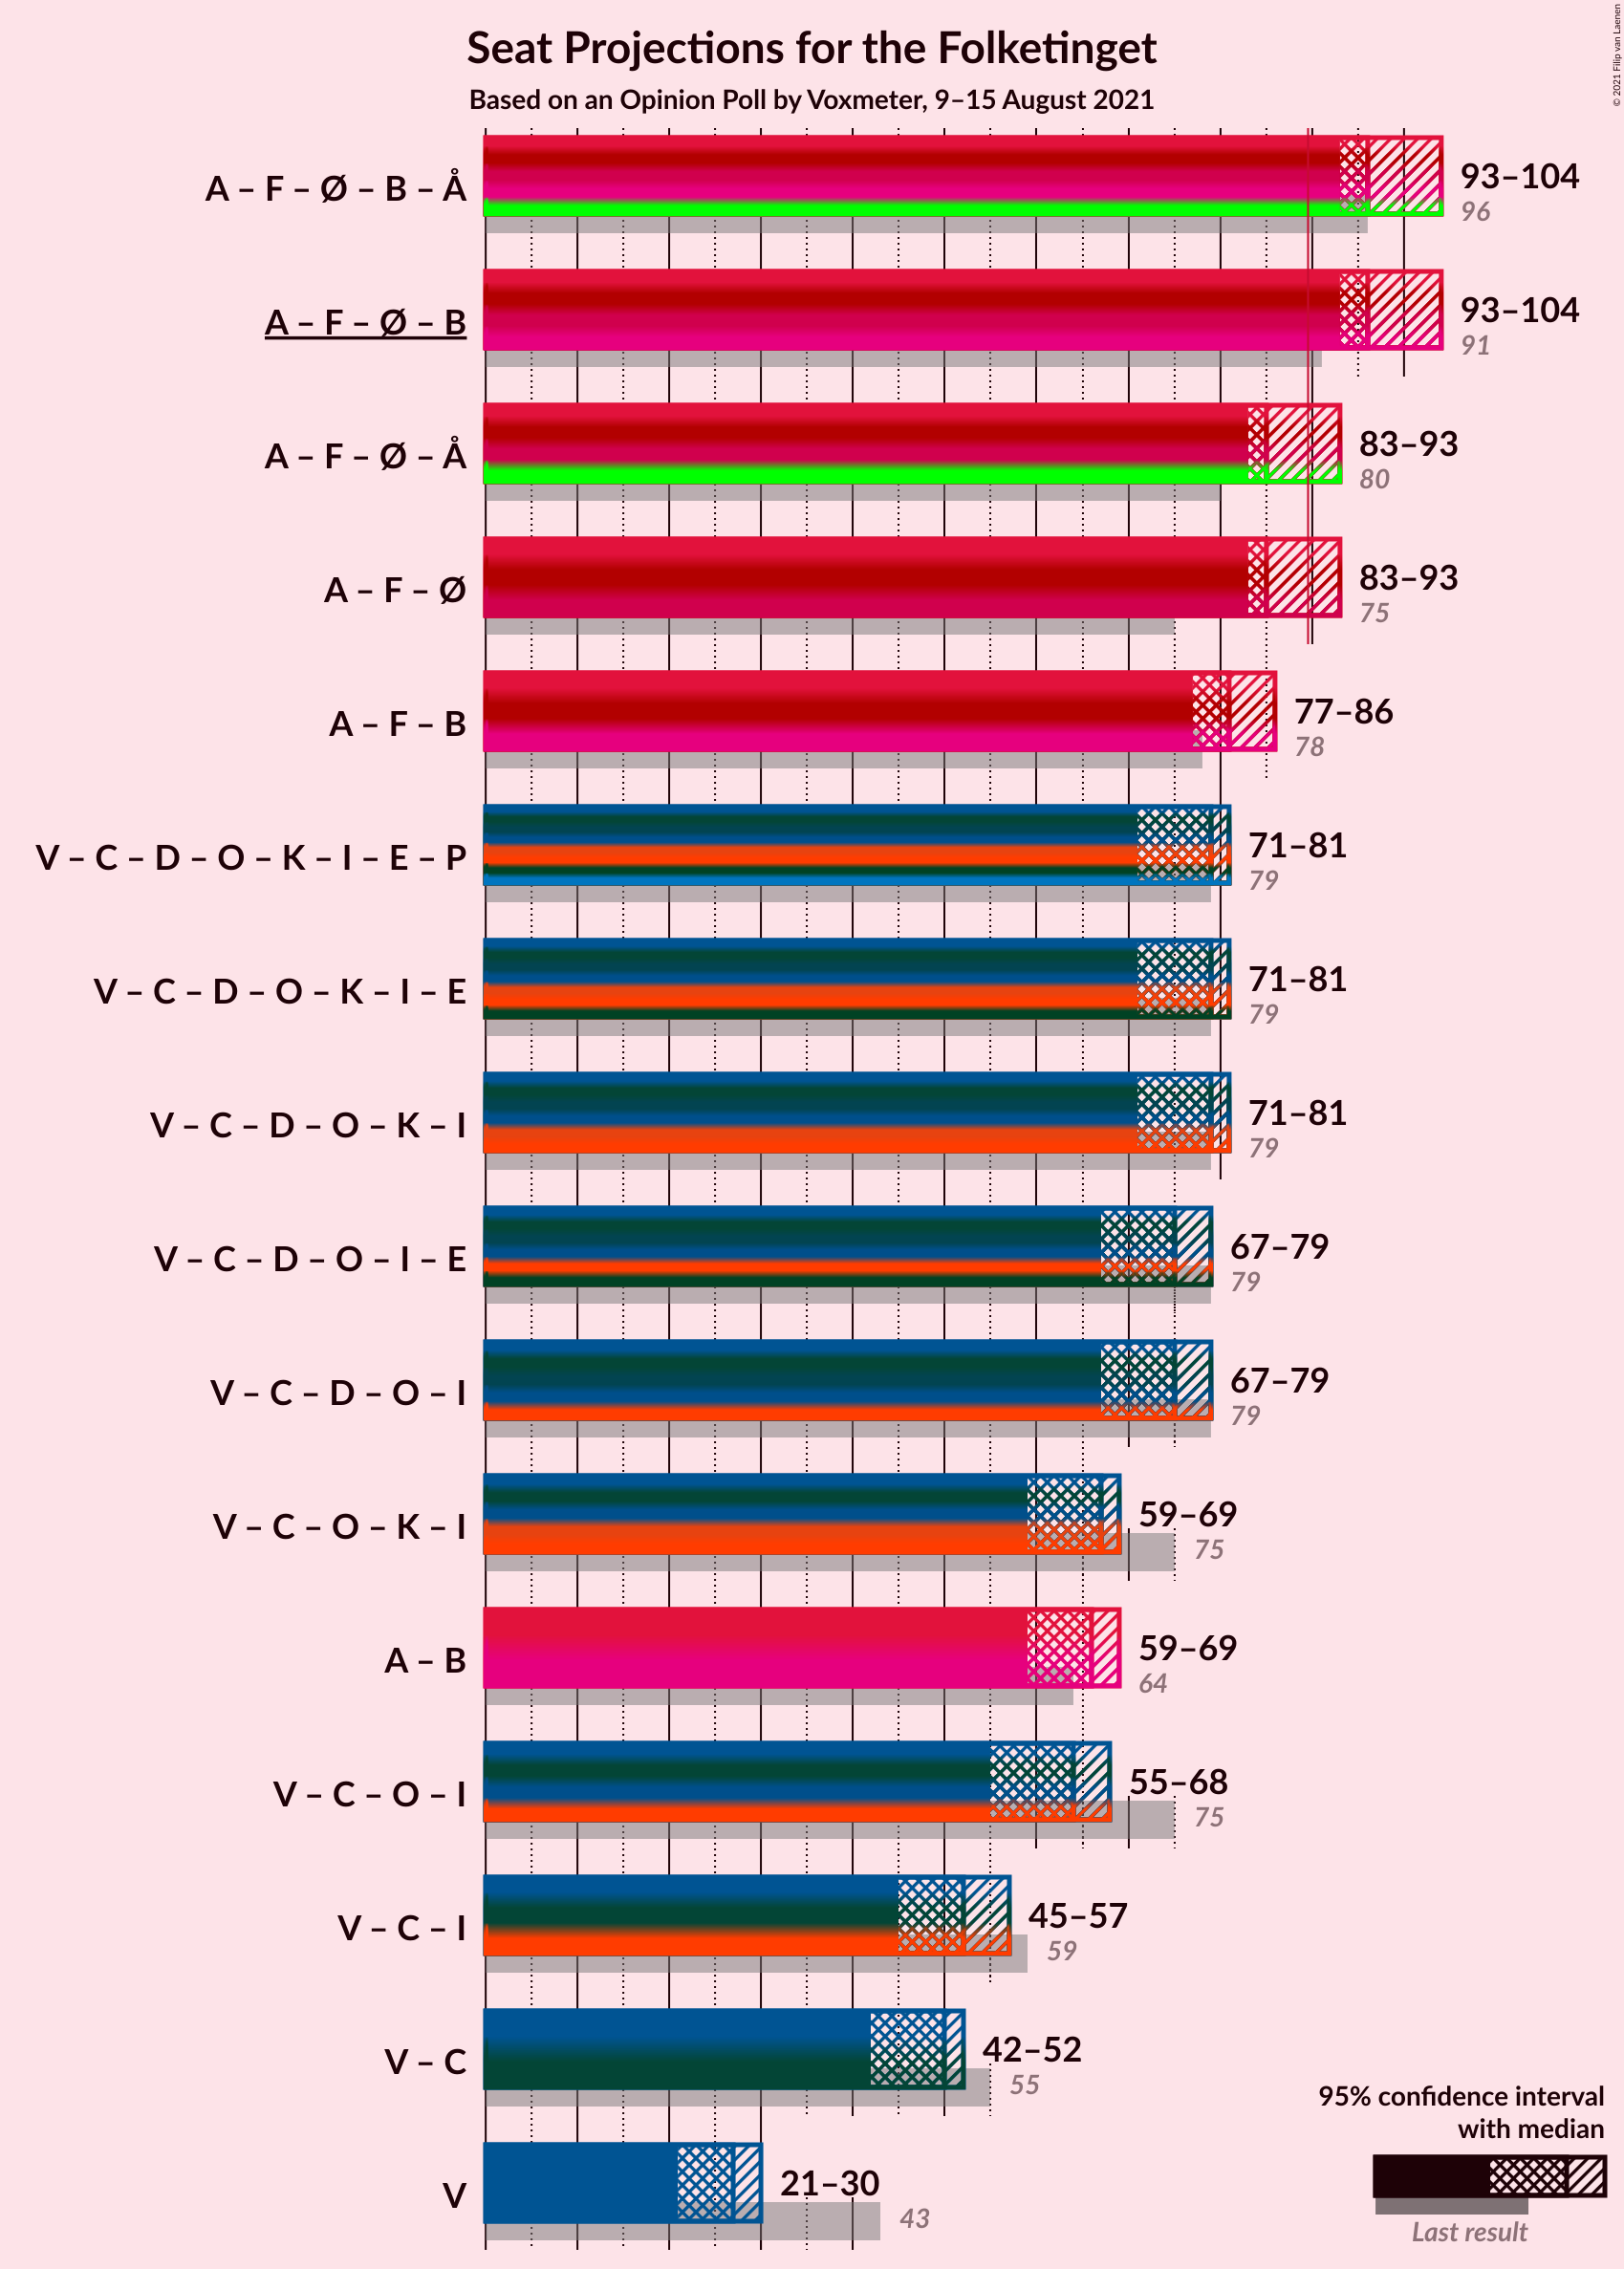 Seat Projections for the Folketinget
Based on an Opinion Poll by Voxmeter, 9–15 August 2021
© 2021 Filip van Laenen
A – F – Ø – B – Å
93–104
96
A – F – Ø – B
93–104
91
A – F – Ø – Å
83–93
80
A – F – Ø
83–93
75
A – F – B
77–86
78
V – C – D – O – K – I – E – P
71–81
79
V – C – D – O – K – I – E
71–81
79
V – C – D – O – K – I
71–81
79
V – C – D – O – I – E
67–79
79
V – C – D – O – I
67–79
79
V – C – O – K – I
59–69
75
A – B
59–69
64
V – C – O – I
55–68
75
V – C – I
45–57
59
V – C
42–52
55
V
21–30
43
95% confidence interval
with median
Last result